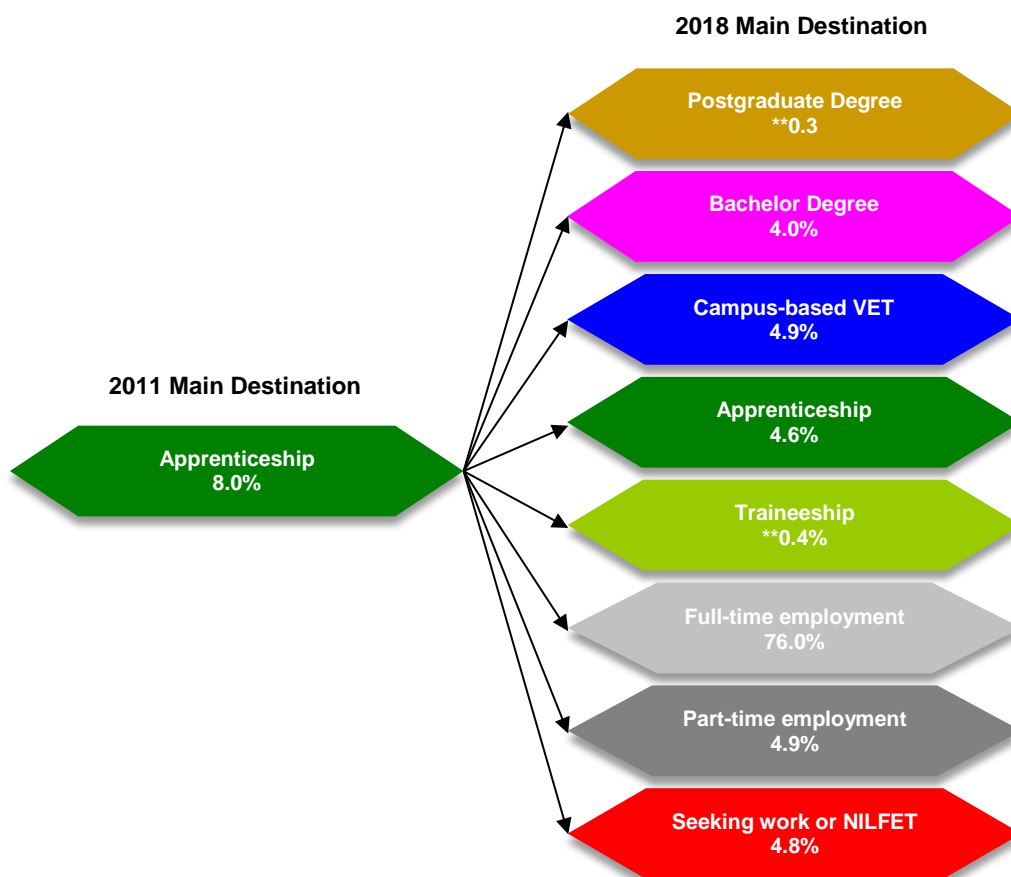 2018 Main Destination
Postgraduate Degree
**0.3
Bachelor Degree
4.0%
Campus-based VET
4.9%
2011 Main Destination
Apprenticeship
8.0%
Apprenticeship
4.6%
Traineeship
**0.4%
Full-time employment
76.0%
Part-time employment
4.9%
Seeking work or NILFET
4.8%